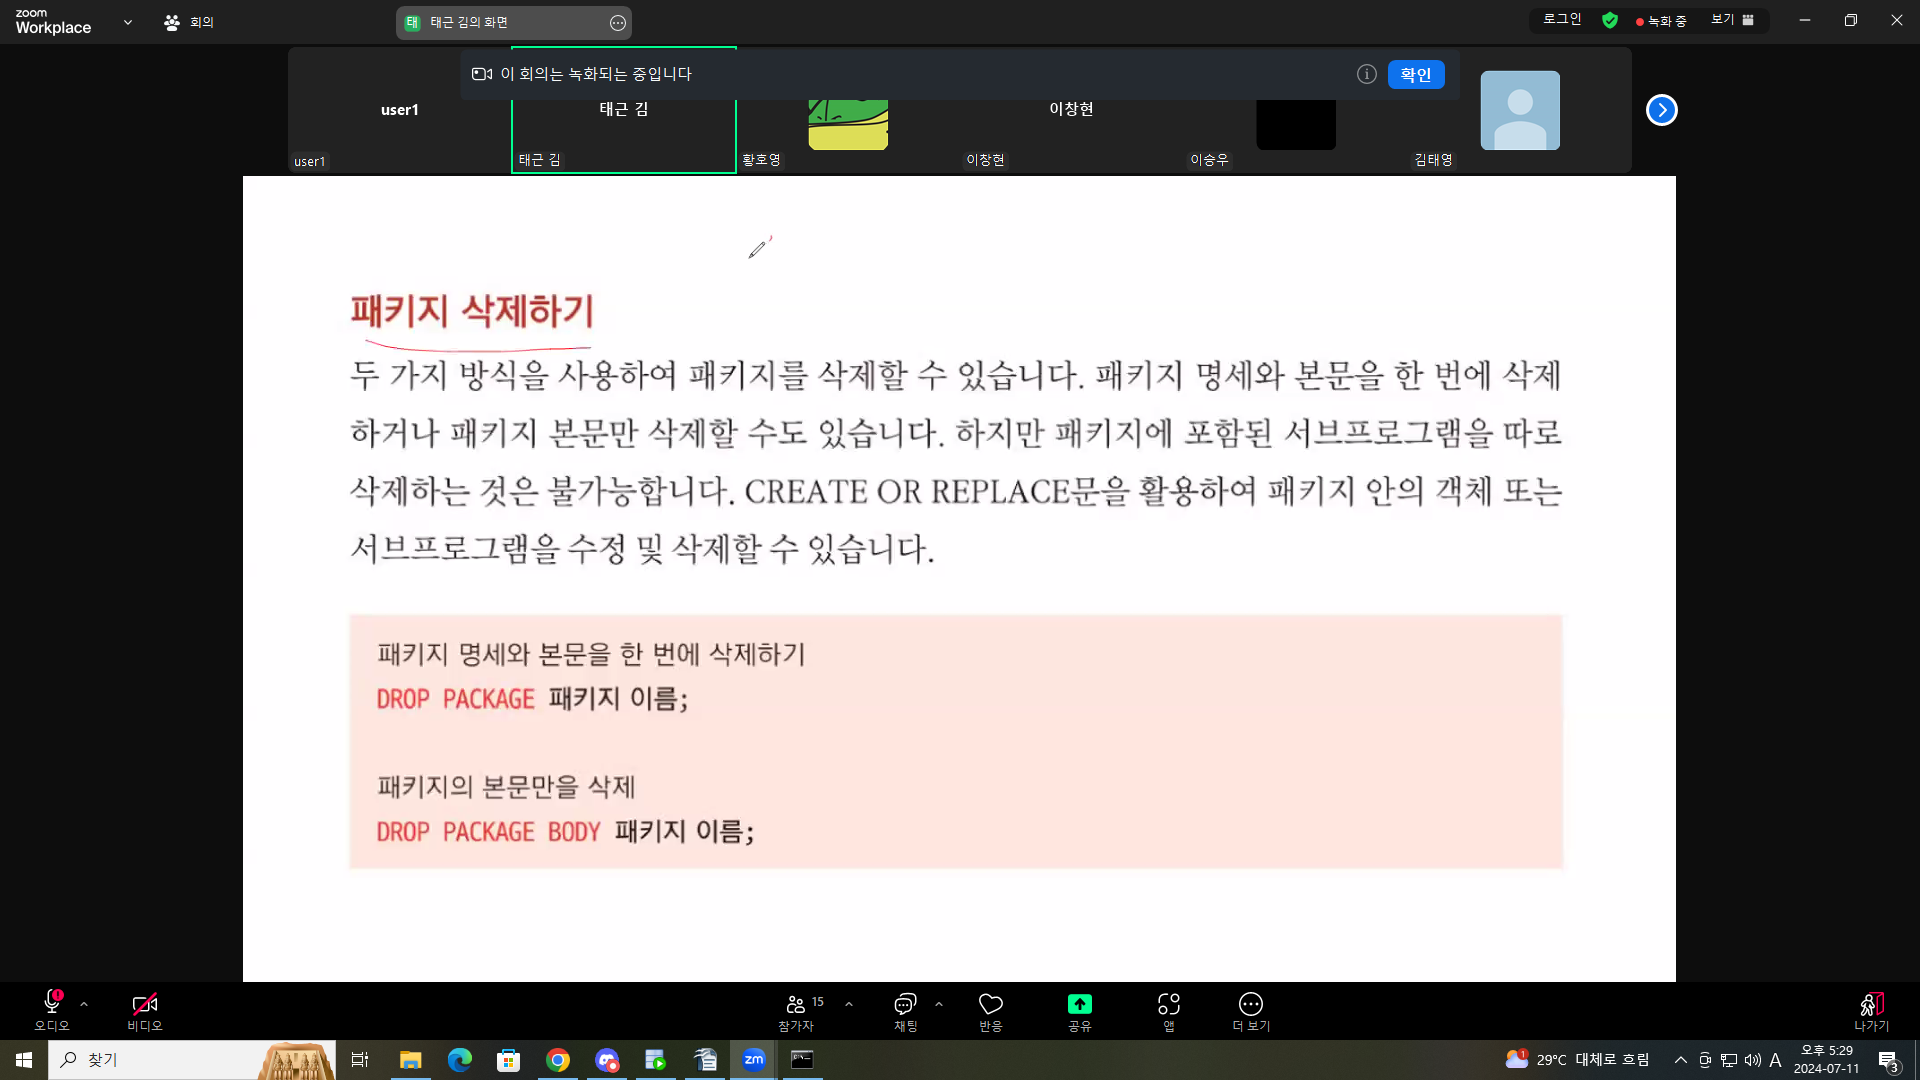 zoom
Workplace
회의
태 태근 김의 화면
로그인
녹화 중
보기
이 회의는 녹화되는 중입니다
확인
user1
태근 김
이창현
user1
태근 김
황호영
이창현
이승우
김태영
패키지 삭제하기
두 가지 방식을 사용하여 패키지를 삭제할 수 있습니다. 패키지 명세와 본문을 한 번에 삭제
하거나 패키지 본문만 삭제할 수도 있습니다. 하지만 패키지에 포함된 서브프로그램을 따로
삭제하는 것은 불가능합니다. CREATE OR REPLACE문을 활용하여 패키지 안의 객체 또는
서브프로그램을 수정 및 삭제할 수 있습니다.
패키지 명세와 본문을 한 번에 삭제하기
DROP PACKAGE 패키지 이름;
패키지의 본문만을 삭제
DROP PACKAGE BODY 패키지 이름;
오디오
비디오
15
참가자
채팅
반응
공유
앱
더 보기
나가기
찾기
zm
1
29°C 대체로 흐림
A
오후 5:29
2024-07-11
3